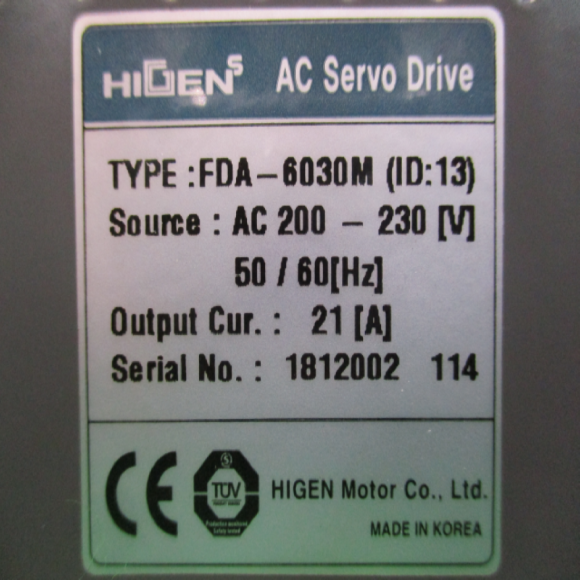 HIGENS AC Servo Drive
TYPE :FDA-6030M (ID:13)
Source : AC 200 - 230 [V]
50 / 60[Hz]
Output Cur. : 21 [A]
Serial No. : 1812002 114
CE TÜV HIGEN Motor Co., Ltd.
MADE IN KOREA